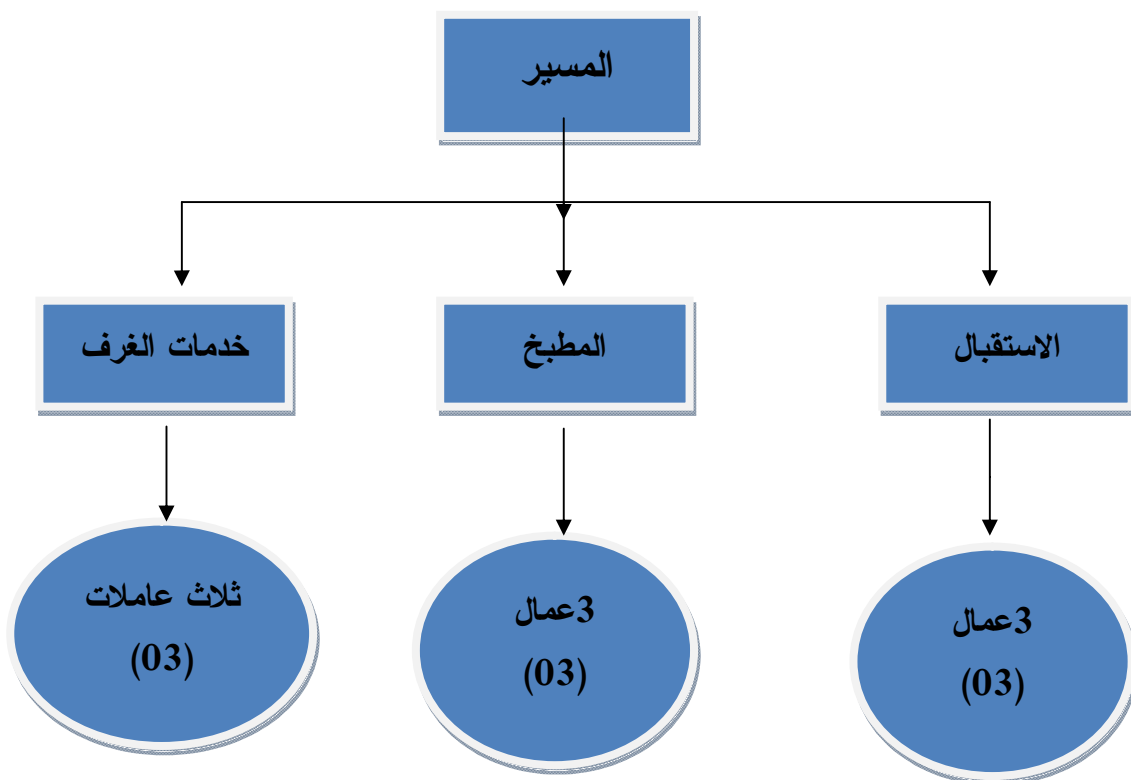 المسير
الاستقبال
المطبخ
خدمات الغرف
3عمال
(03)
3عمال
(03)
ثلاث عاملات
(03)